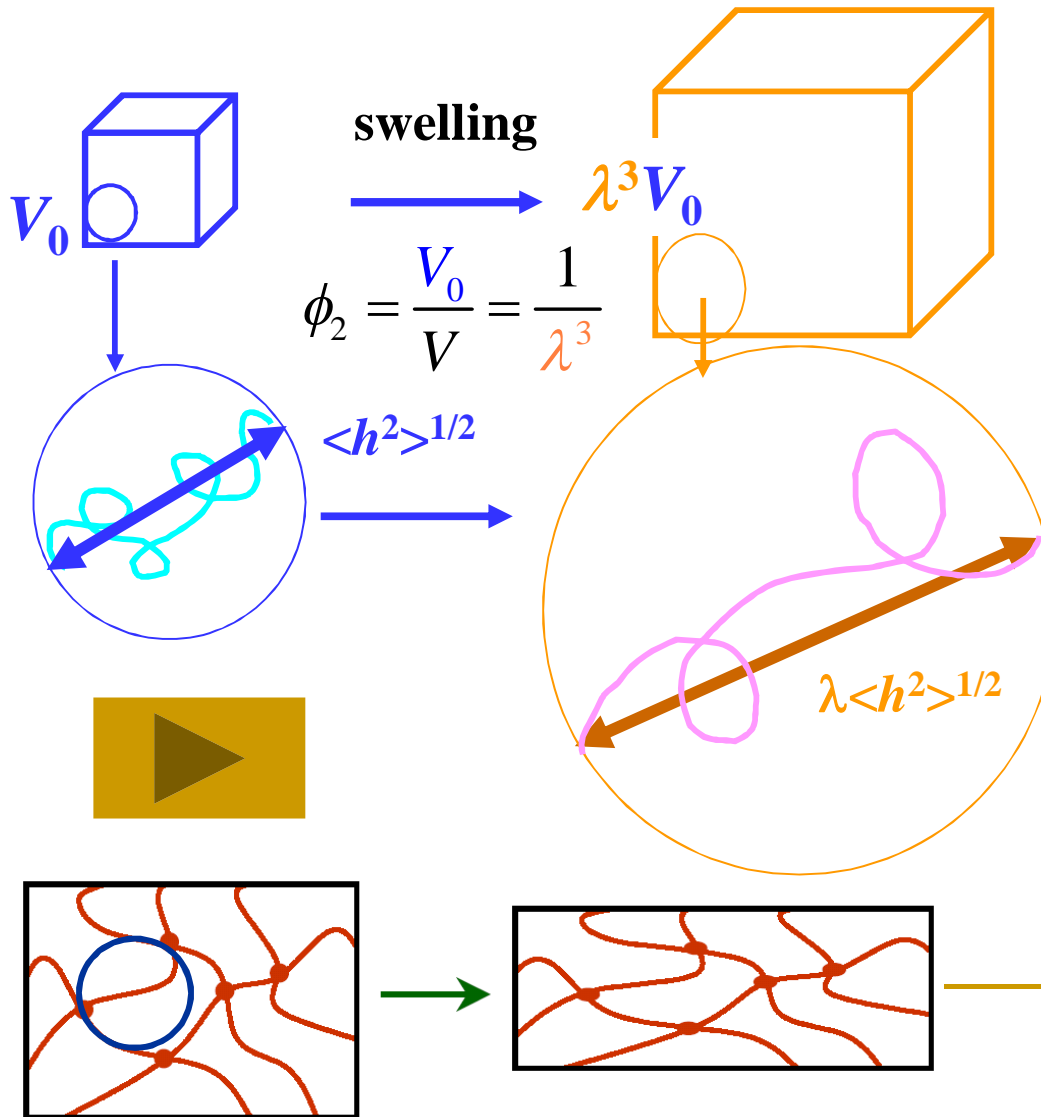 swelling
V₀
λ³V₀
ϕ₂ = V₀/V = 1/λ³
<h²>¹/²
λ<h²>¹/²